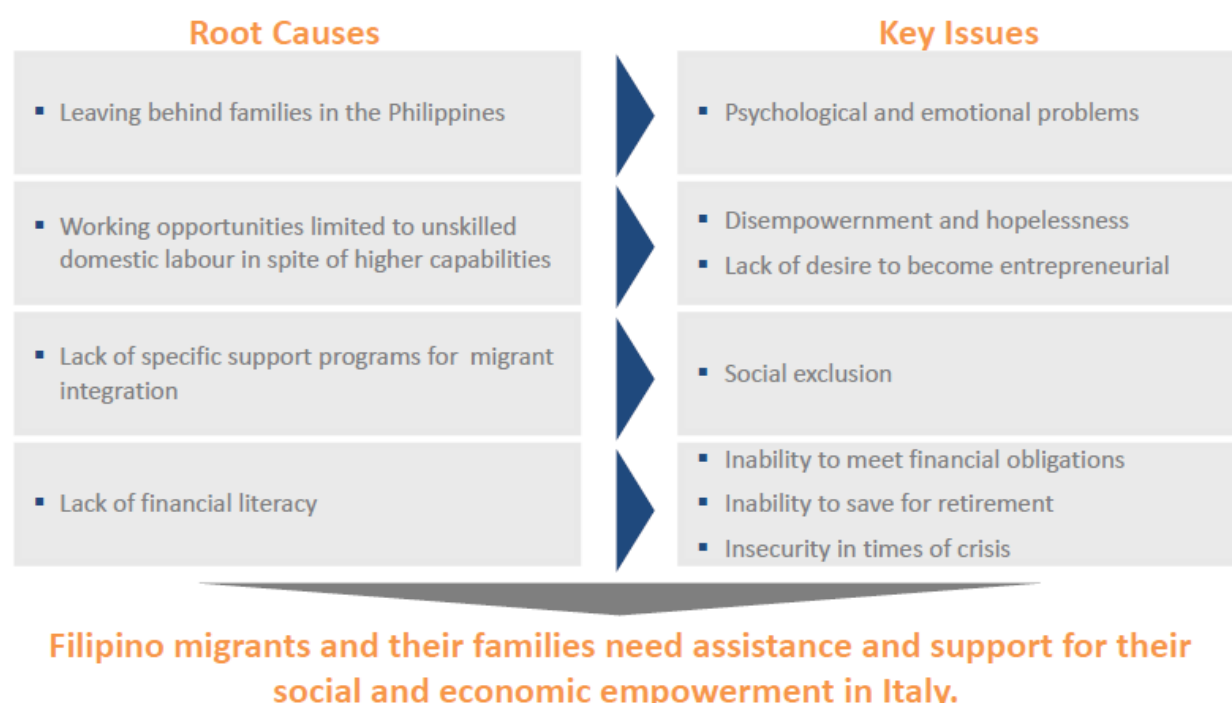 Root Causes
Key Issues
▪ Leaving behind families in the Philippines
▪ Psychological and emotional problems
▪ Working opportunities limited to unskilled
domestic labour in spite of higher capabilities
▪ Disempowernment and hopelessness
▪ Lack of desire to become entrepreneurial
▪ Lack of specific support programs for migrant
integration
▪ Social exclusion
▪ Lack of financial literacy
▪ Inability to meet financial obligations
▪ Inability to save for retirement
▪ Insecurity in times of crisis
Filipino migrants and their families need assistance and support for their
social and economic empowerment in Italy.